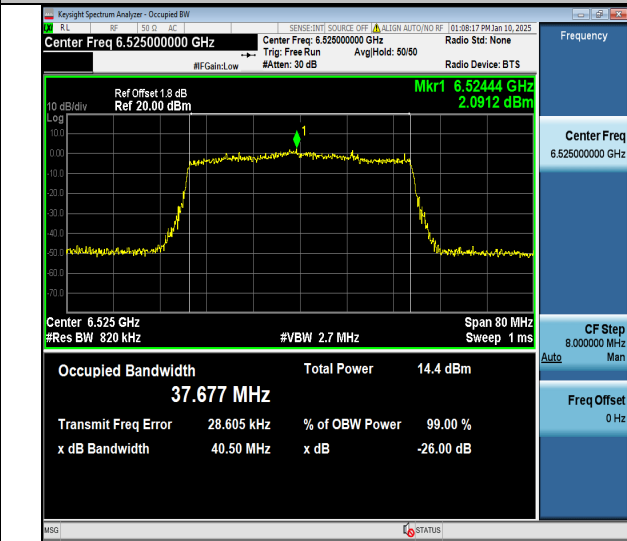 Keysight Spectrum Analyzer - Occupied BW
LXI RL RF 50 Ω AC SENSE:INT SOURCE OFF ALIGN AUTO/NO RF 01:08:17 PM Jan 10, 2025
Center Freq 6.525000000 GHz
Center Freq: 6.525000000 GHz
Radio Std: None
Trig: Free Run
Avg|Hold: 50/50
#IFGain:Low
#Atten: 30 dB
Radio Device: BTS
Frequency
Ref Offset 1.8 dB
Mkr1 6.52444 GHz
10 dB/div
Ref 20.00 dBm
2.0912 dBm
Log
10.0
1
0.00
-10.0
-20.0
-30.0
-40.0
-50.0
-60.0
-70.0
Center 6.525 GHz
Span 80 MHz
#Res BW 820 kHz
#VBW 2.7 MHz
Sweep 1 ms
Occupied Bandwidth
Total Power
14.4 dBm
37.677 MHz
Transmit Freq Error
28.605 kHz
% of OBW Power
99.00 %
x dB Bandwidth
40.50 MHz
x dB
-26.00 dB
Center Freq
6.525000000 GHz
CF Step
8.000000 MHz
Auto
Man
Freq Offset
0 Hz
MSG
STATUS